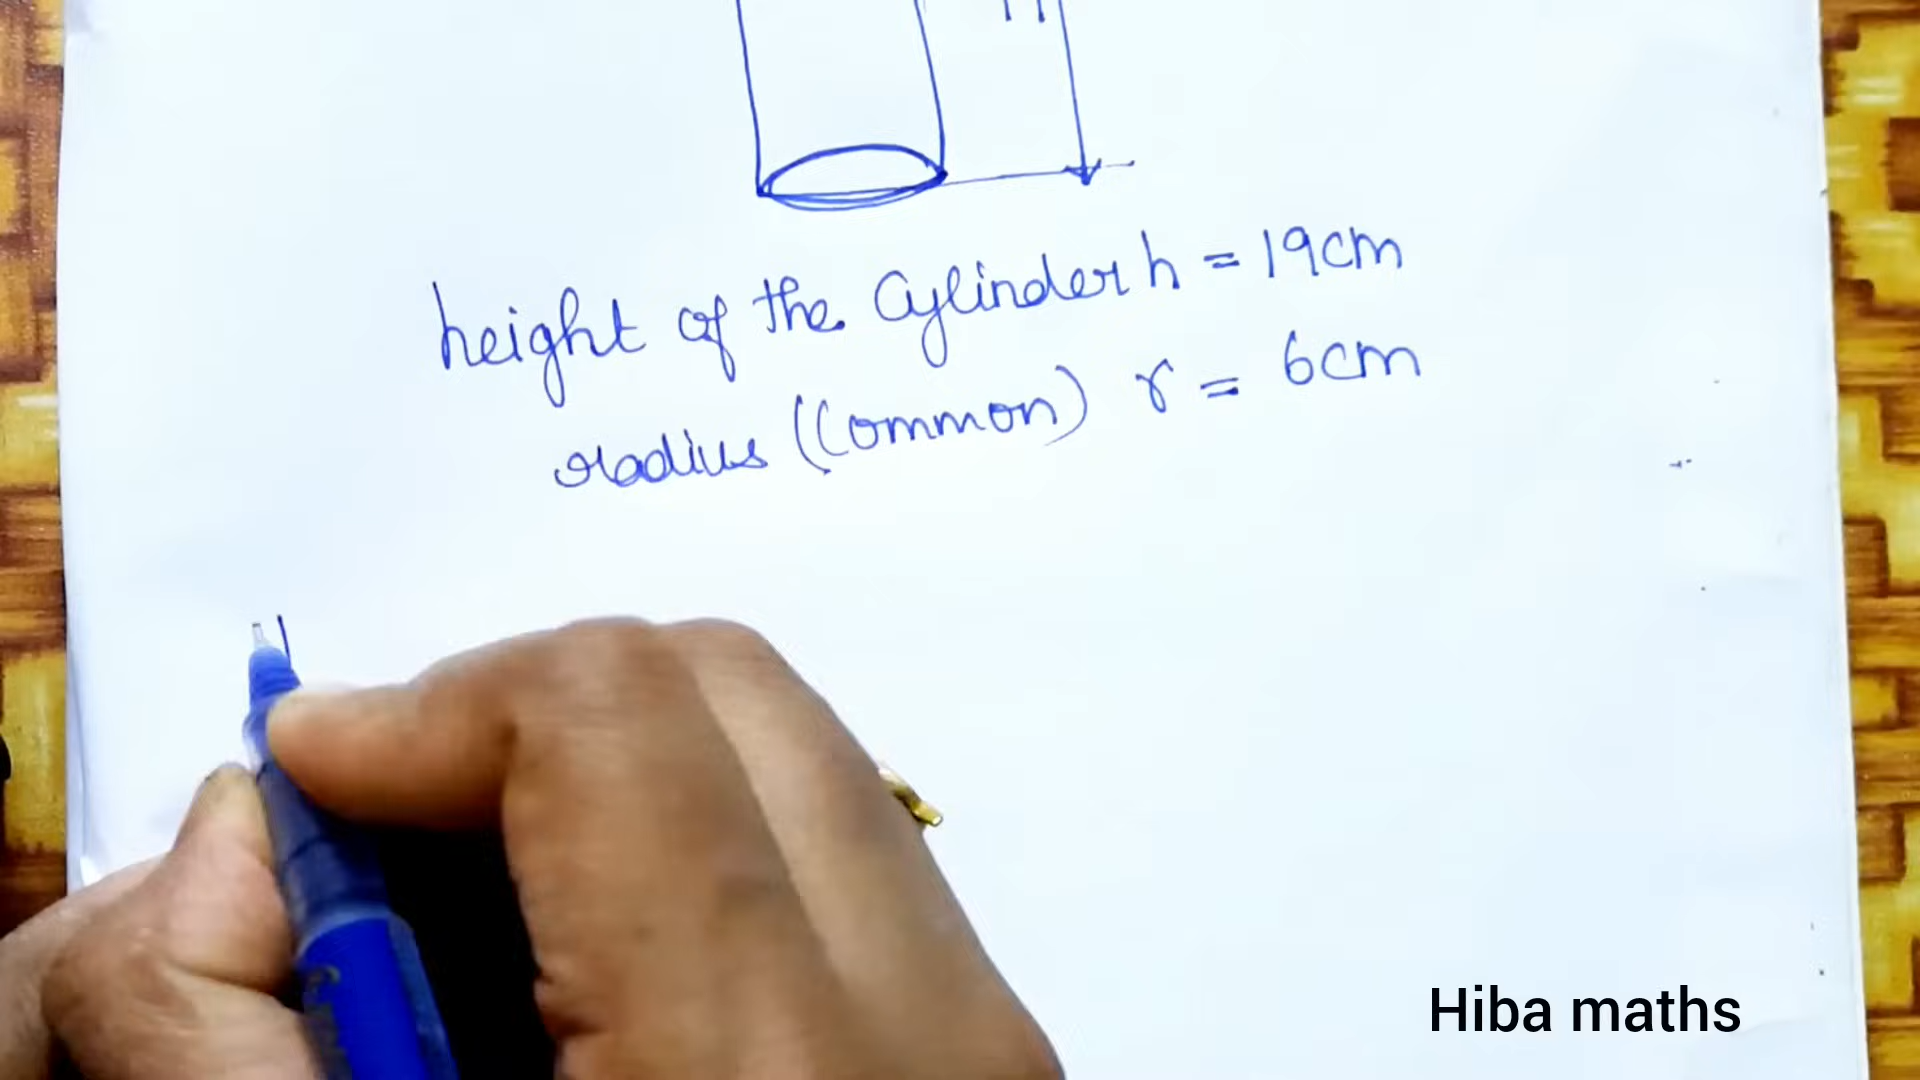 height of the Cylinder h = 19cm
radius (Common) r = 6cm
Hiba maths